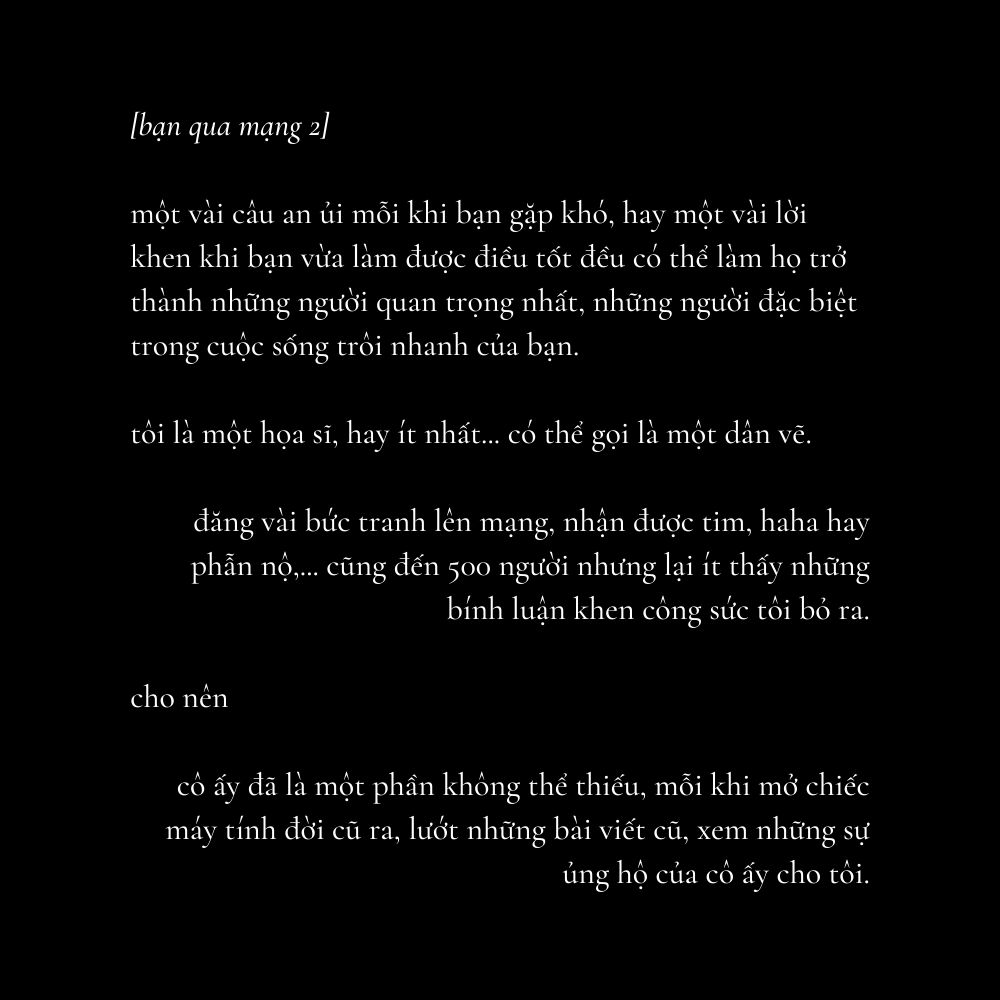 [bạn qua mạng 2]
một vài câu an ủi mỗi khi bạn gặp khó, hay một vài lời
khen khi bạn vừa làm được điều tốt đều có thể làm họ trở
thành những người quan trọng nhất, những người đặc biệt
trong cuộc sống trôi nhanh của bạn.
tôi là một họa sĩ, hay ít nhất... có thể gọi là một dân vẽ.
đăng vài bức tranh lên mạng, nhận được tim, haha hay
phẫn nộ,... cũng đến 500 người nhưng lại ít thấy những
bính luận khen công sức tôi bỏ ra.
cho nên
cô ấy đã là một phần không thể thiếu, mỗi khi mở chiếc
máy tính đời cũ ra, lướt những bài viết cũ, xem những sự
ủng hộ của cô ấy cho tôi.